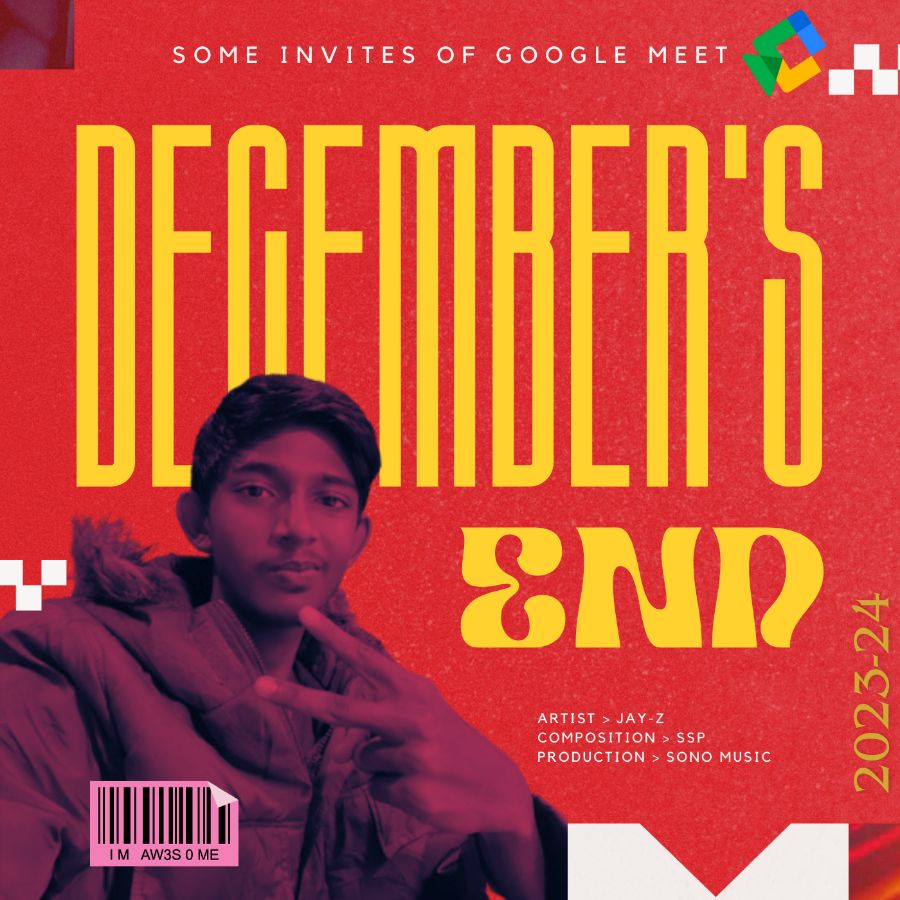 SOME INVITES OF GOOGLE MEET
DECEMBER'S
END
2023-24
ARTIST > JAY-Z
COMPOSITION > SSP
PRODUCTION > SONO MUSIC
I M AW3S 0 ME